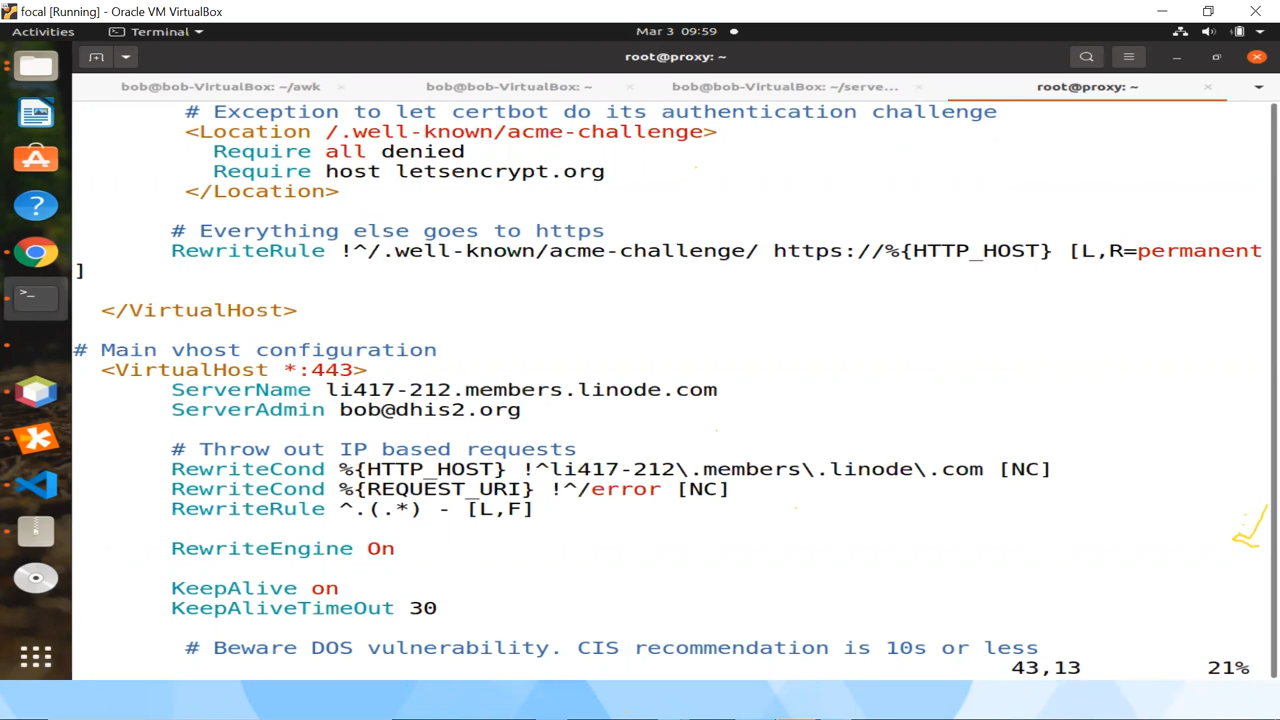 focal [Running] - Oracle VM VirtualBox
Activities Terminal Mar 3 09:59
root@proxy: ~
bob@bob-VirtualBox: ~/awk bob@bob-VirtualBox: ~ bob@bob-VirtualBox: ~/serve... root@proxy: ~
# Exception to let certbot do its authentication challenge
<Location /.well-known/acme-challenge>
Require all denied
Require host letsencrypt.org
</Location>
# Everything else goes to https
RewriteRule !^/.well-known/acme-challenge/ https://%{HTTP_HOST} [L,R=permanent
]
</VirtualHost>
# Main vhost configuration
<VirtualHost *:443>
ServerName li417-212.members.linode.com
ServerAdmin bob@dhis2.org
# Throw out IP based requests
RewriteCond %{HTTP_HOST} !^li417-212\.members\.linode\.com [NC]
RewriteCond %{REQUEST_URI} !^/error [NC]
RewriteRule ^.(.*) - [L,F]
RewriteEngine On
KeepAlive on
KeepAliveTimeOut 30
# Beware DOS vulnerability. CIS recommendation is 10s or less
43,13 21%